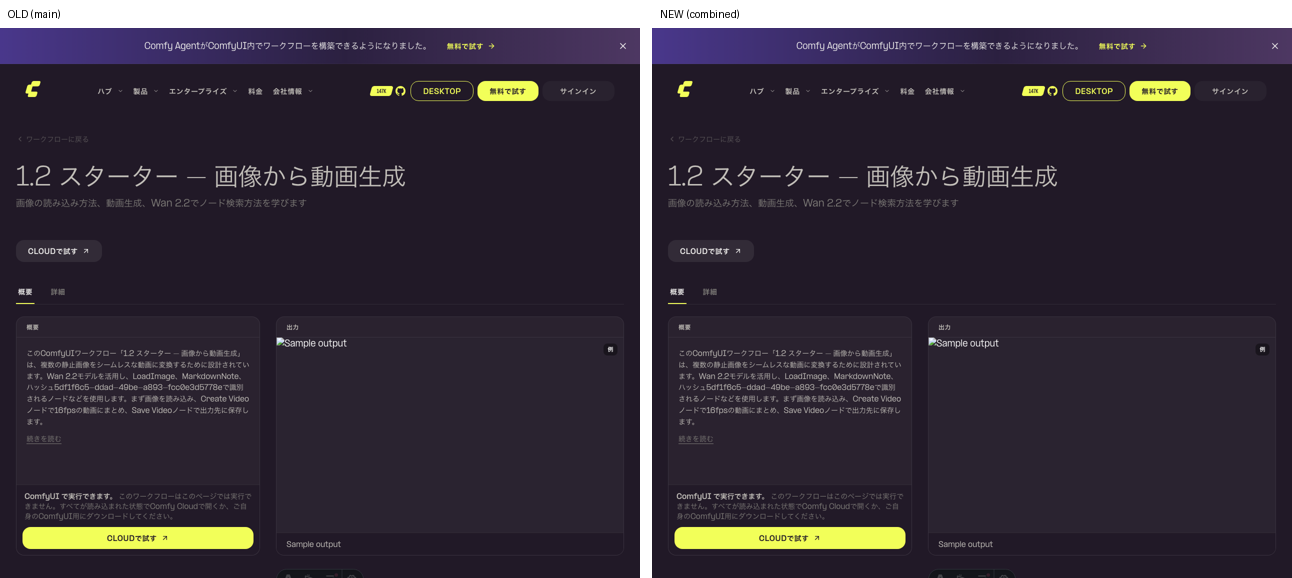 OLD (main)
NEW (combined)
Comfy AgentがComfyUI内でワークフローを構築できるようになりました。 無料で試す →
ハブ 製品 エンタープライズ 料金 会社情報 147K DESKTOP 無料で試す サインイン
ワークフローに戻る
1.2 スターター — 画像から動画生成
画像の読み込み方法、動画生成、Wan 2.2でノード検索方法を学びます
CLOUDで試す ↗
概要 詳細
概要
このComfyUIワークフロー「1.2 スターター — 画像から動画生成」
は、複数の静止画像をシームレスな動画に変換するために設計されてい
ます。Wan 2.2モデルを活用し、LoadImage、MarkdownNote、
ハッシュ5df1f6c5-ddad-49be-a893-fcc0e3d5778eで識別
されるノードなどを使用します。まず画像を読み込み、Create Video
ノードで16fpsの動画にまとめ、Save Videoノードで出力先に保存し
ます。
続きを読む
ComfyUI で実行できます。 このワークフローはこのページでは実行で
きません。すべてが読み込まれた状態でComfy Cloudで開くか、ご自
身のComfyUI用にダウンロードしてください。
CLOUDで試す ↗
出力
Sample output
例
Sample output
Comfy AgentがComfyUI内でワークフローを構築できるようになりました。 無料で試す →
ハブ 製品 エンタープライズ 料金 会社情報 147K DESKTOP 無料で試す サインイン
ワークフローに戻る
1.2 スターター — 画像から動画生成
画像の読み込み方法、動画生成、Wan 2.2でノード検索方法を学びます
CLOUDで試す ↗
概要 詳細
概要
このComfyUIワークフロー「1.2 スターター — 画像から動画生成」
は、複数の静止画像をシームレスな動画に変換するために設計されてい
ます。Wan 2.2モデルを活用し、LoadImage、MarkdownNote、
ハッシュ5df1f6c5-ddad-49be-a893-fcc0e3d5778eで識別
されるノードなどを使用します。まず画像を読み込み、Create Video
ノードで16fpsの動画にまとめ、Save Videoノードで出力先に保存し
ます。
続きを読む
ComfyUI で実行できます。 このワークフローはこのページでは実行で
きません。すべてが読み込まれた状態でComfy Cloudで開くか、ご自
身のComfyUI用にダウンロードしてください。
CLOUDで試す ↗
出力
Sample output
例
Sample output